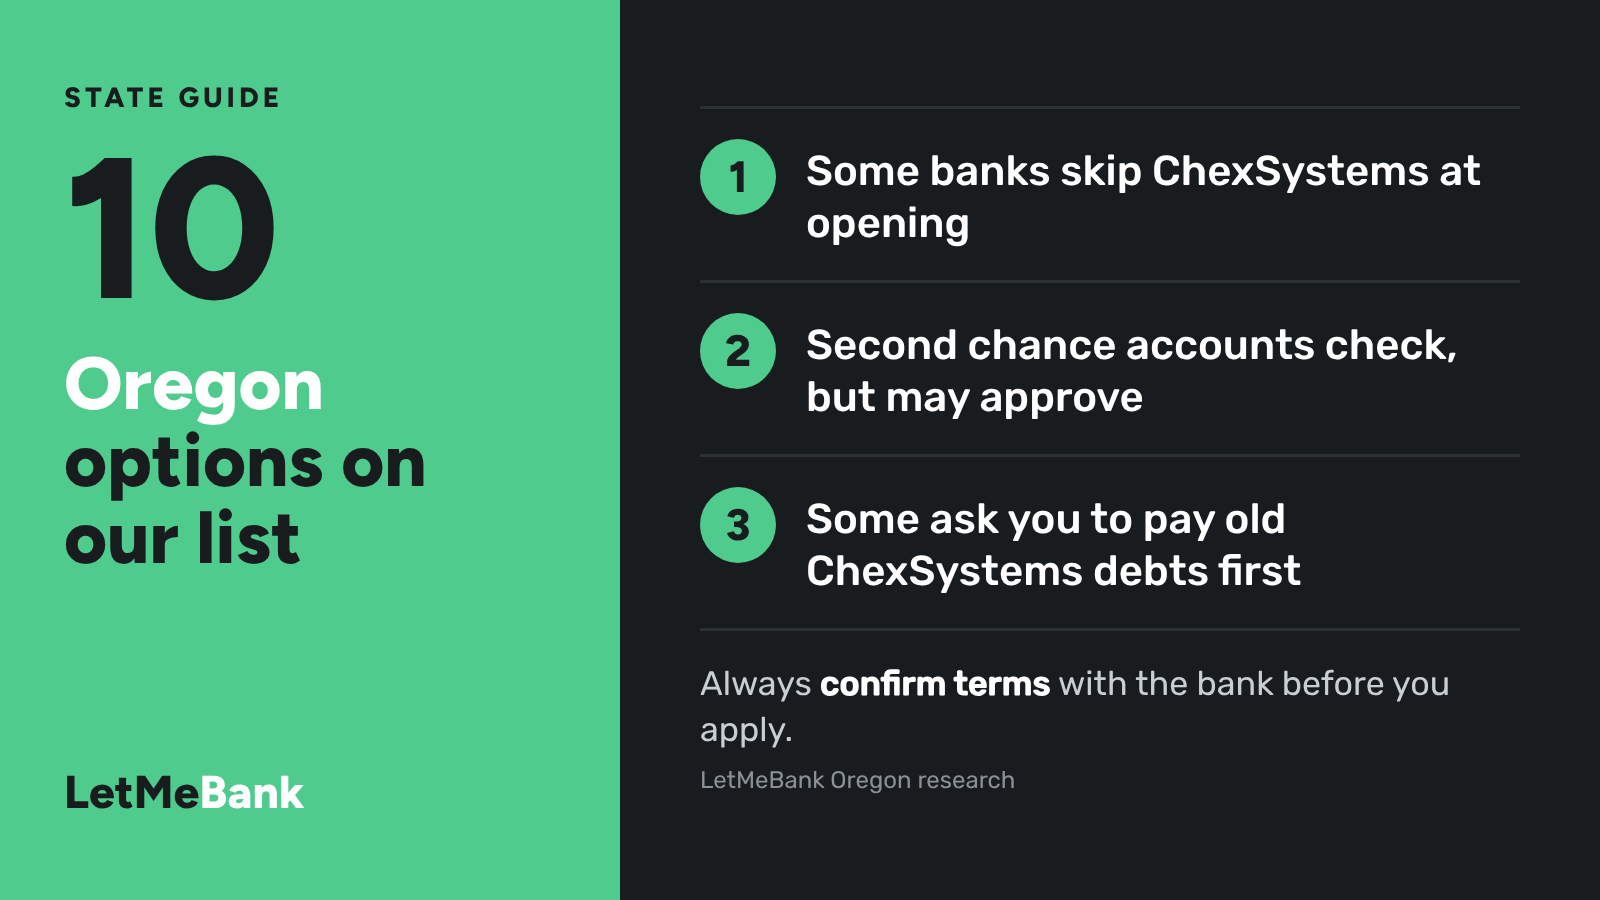 STATE GUIDE
10
Oregon
options on
our list
LetMeBank
1
Some banks skip ChexSystems at
opening
2
Second chance accounts check,
but may approve
3
Some ask you to pay old
ChexSystems debts first
Always confirm terms with the bank before you
apply.
LetMeBank Oregon research